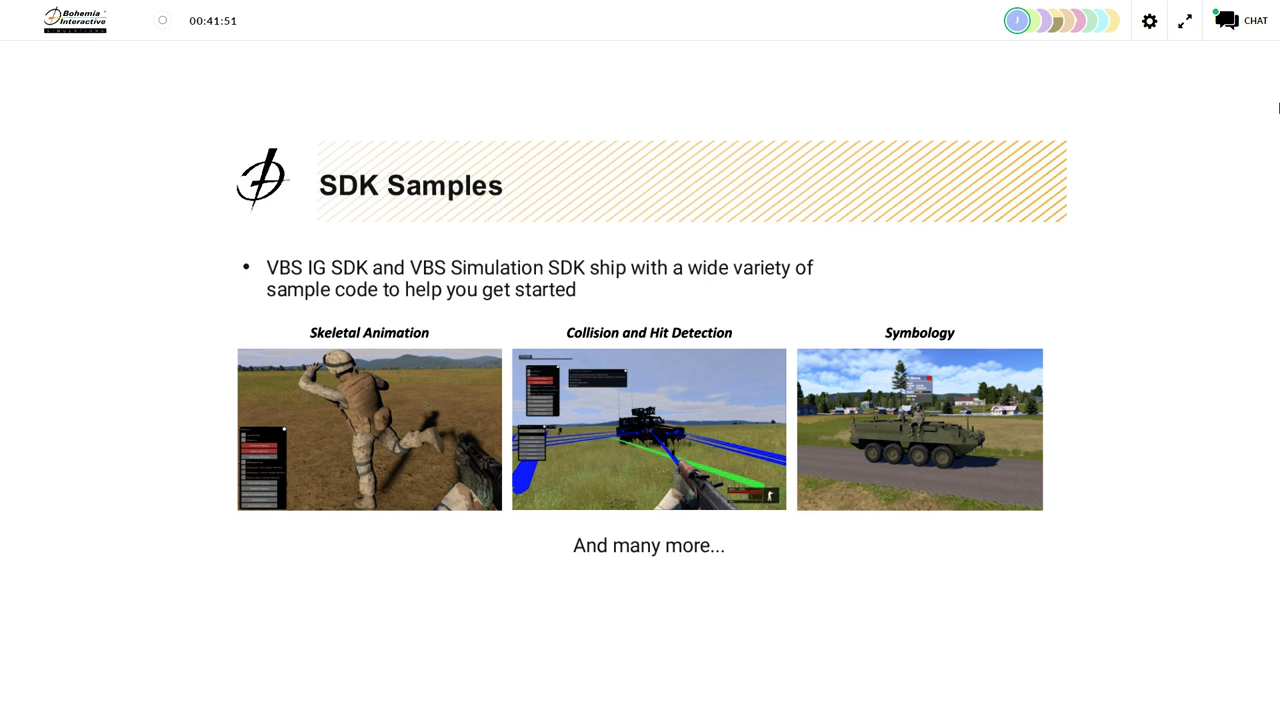 Bohemia
Interactive
SIMULATIONS
00:41:51
J
CHAT
SDK Samples
• VBS IG SDK and VBS Simulation SDK ship with a wide variety of
sample code to help you get started
Skeletal Animation
Collision and Hit Detection
Symbology
And many more...